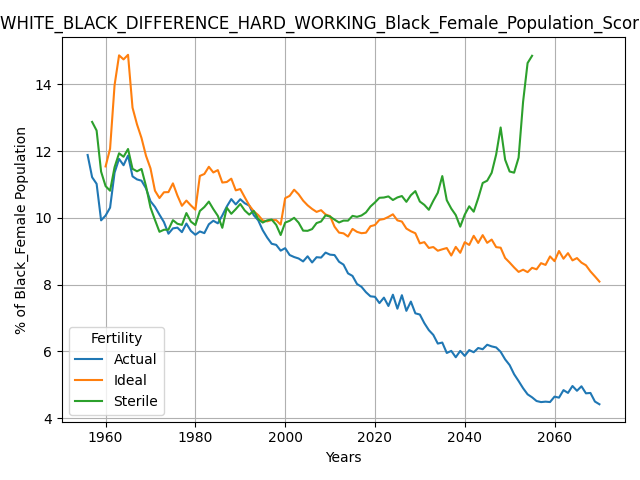 WHITE_BLACK_DIFFERENCE_HARD_WORKING_Black_Female_Population_Scor
% of Black_Female Population
14
12
10
8
6
4
Fertility
Actual
Ideal
Sterile
1960 1980 2000 2020 2040 2060
Years